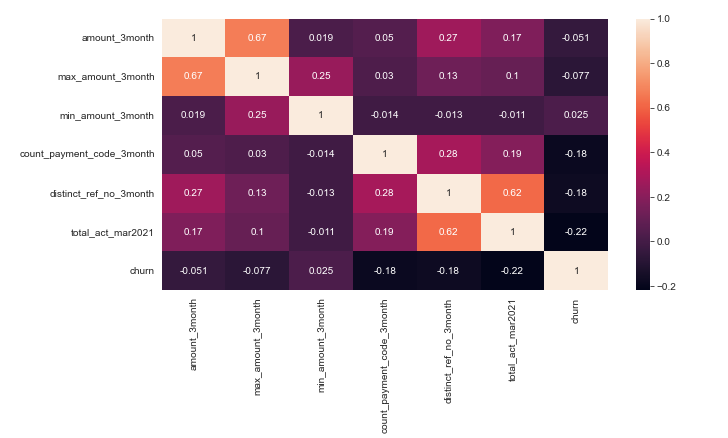 amount_3month 1 0.67 0.019 0.05 0.27 0.17 -0.051
max_amount_3month 0.67 1 0.25 0.03 0.13 0.1 -0.077
min_amount_3month 0.019 0.25 1 -0.014 -0.013 -0.011 0.025
count_payment_code_3month 0.05 0.03 -0.014 1 0.28 0.19 -0.18
distinct_ref_no_3month 0.27 0.13 -0.013 0.28 1 0.62 -0.18
total_act_mar2021 0.17 0.1 -0.011 0.19 0.62 1 -0.22
churn -0.051 -0.077 0.025 -0.18 -0.18 -0.22 1
amount_3month
max_amount_3month
min_amount_3month
count_payment_code_3month
distinct_ref_no_3month
total_act_mar2021
churn
1.0
0.8
0.6
0.4
0.2
0.0
−0.2